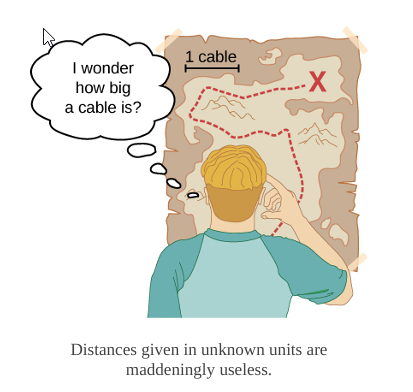 I wonder
how big
a cable is?
1 cable
X
Distances given in unknown units are
maddeningly useless.